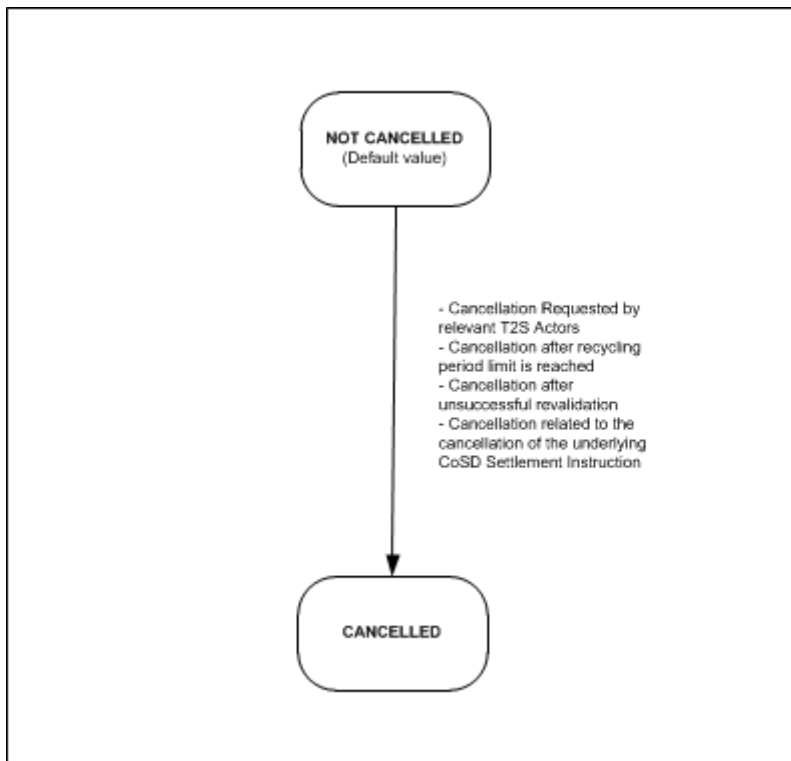 NOT CANCELLED
(Default value)
- Cancellation Requested by
relevant T2S Actors
- Cancellation after recycling
period limit is reached
- Cancellation after
unsuccessful revalidation
- Cancellation related to the
cancellation of the underlying
CoSD Settlement Instruction
CANCELLED